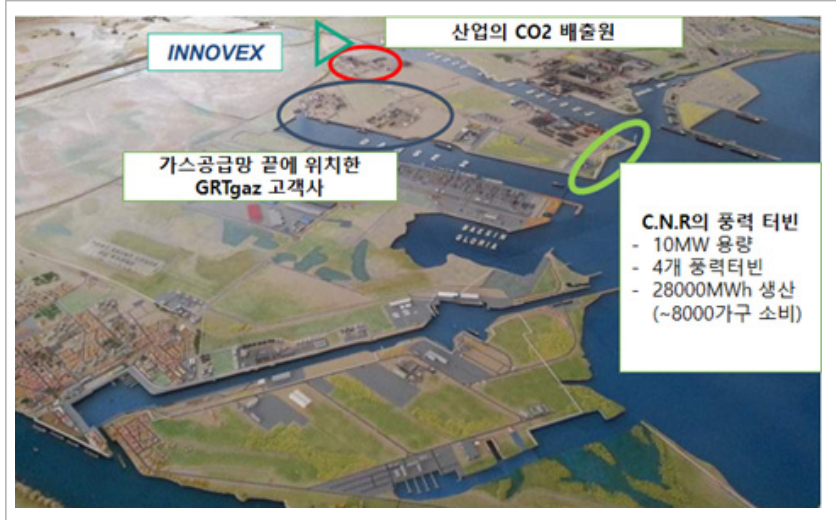 산업의 CO2 배출원
INNOVEX
가스공급망 끝에 위치한
GRTgaz 고객사
BASSIN
GLORIA
C.N.R의 풍력 터빈
- 10MW 용량
- 4개 풍력터빈
- 28000MWh 생산
(~8000가구 소비)